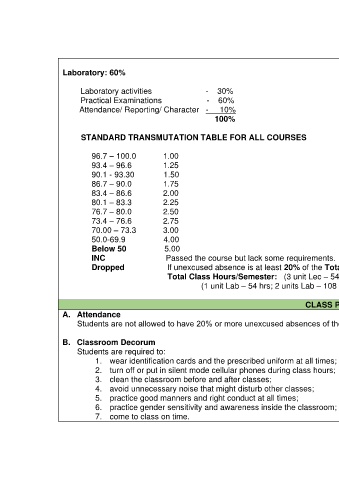 Laboratory: 60%
Laboratory activities - 30%
Practical Examinations - 60%
Attendance/ Reporting/ Character - 10%
100%
STANDARD TRANSMUTATION TABLE FOR ALL COURSES
96.7 – 100.0 1.00
93.4 – 96.6 1.25
90.1 - 93.30 1.50
86.7 – 90.0 1.75
83.4 – 86.6 2.00
80.1 – 83.3 2.25
76.7 – 80.0 2.50
73.4 – 76.6 2.75
70.00 – 73.3 3.00
50.0-69.9 4.00
Below 50 5.00
INC Passed the course but lack some requirements.
Dropped If unexcused absence is at least 20% of the Tota
Total Class Hours/Semester: (3 unit Lec – 54
(1 unit Lab – 54 hrs; 2 units Lab – 108
CLASS P
A. Attendance
Students are not allowed to have 20% or more unexcused absences of the
B. Classroom Decorum
Students are required to:
1. wear identification cards and the prescribed uniform at all times;
2. turn off or put in silent mode cellular phones during class hours;
3. clean the classroom before and after classes;
4. avoid unnecessary noise that might disturb other classes;
5. practice good manners and right conduct at all times;
6. practice gender sensitivity and awareness inside the classroom;
7. come to class on time.